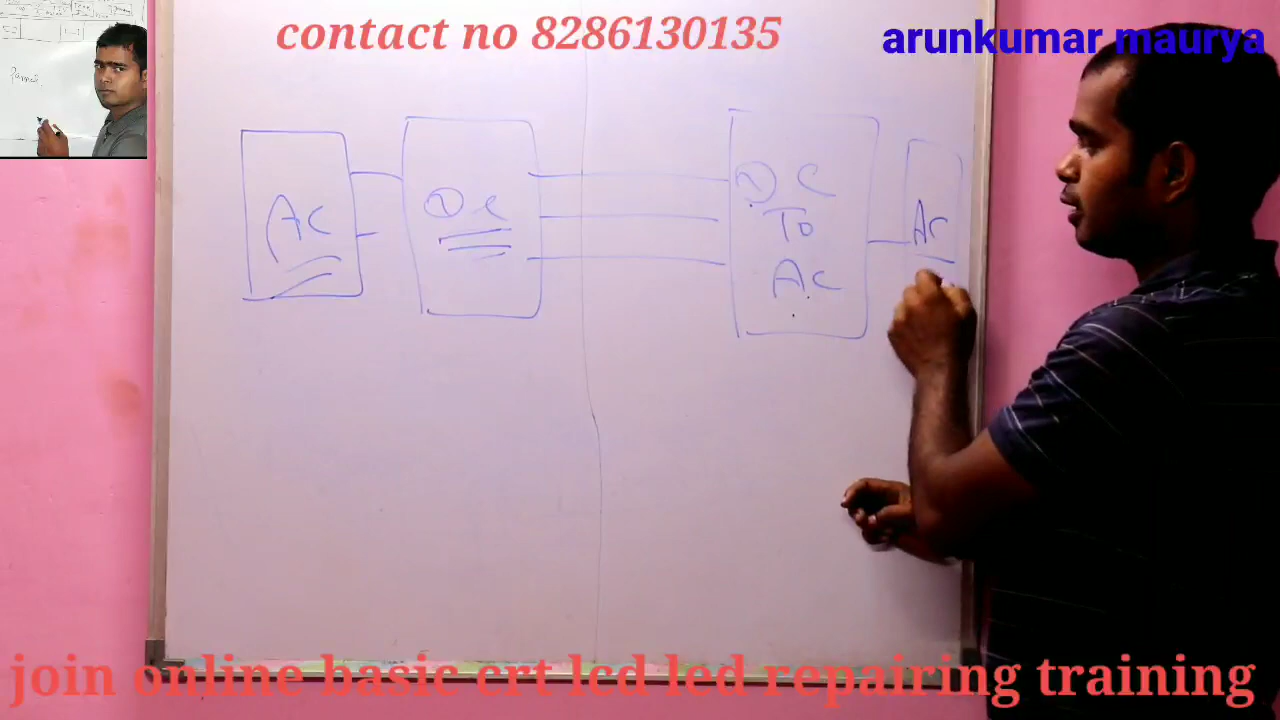 contact no 8286130135
arunkumar maurya
AC
DC
DC
To
AC
AC
join online basic crt lcd led repairing training